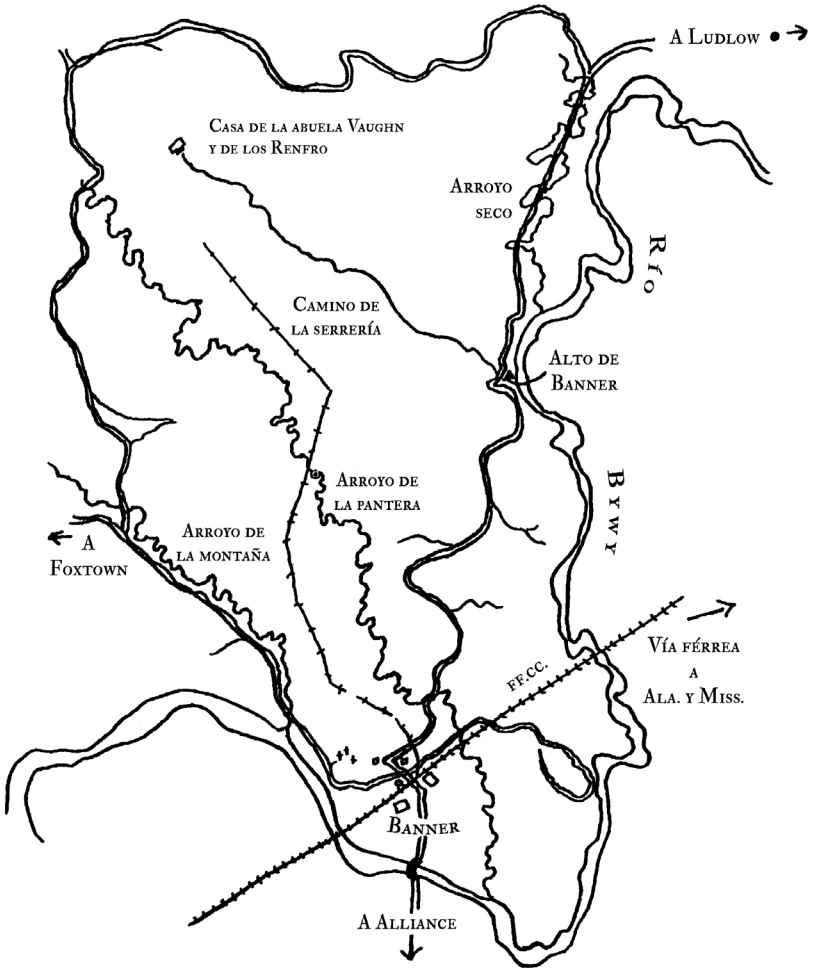 A Ludlow
Casa de la abuela Vaughn
y de los Renfro
Arroyo
seco
Río
Camino de
la serrería
Alto de
Banner
Arroyo de
la pantera
Bywy
Arroyo de
la montaña
A
Foxtown
FF.CC.
Vía férrea
a
Ala. y Miss.
Banner
A Alliance